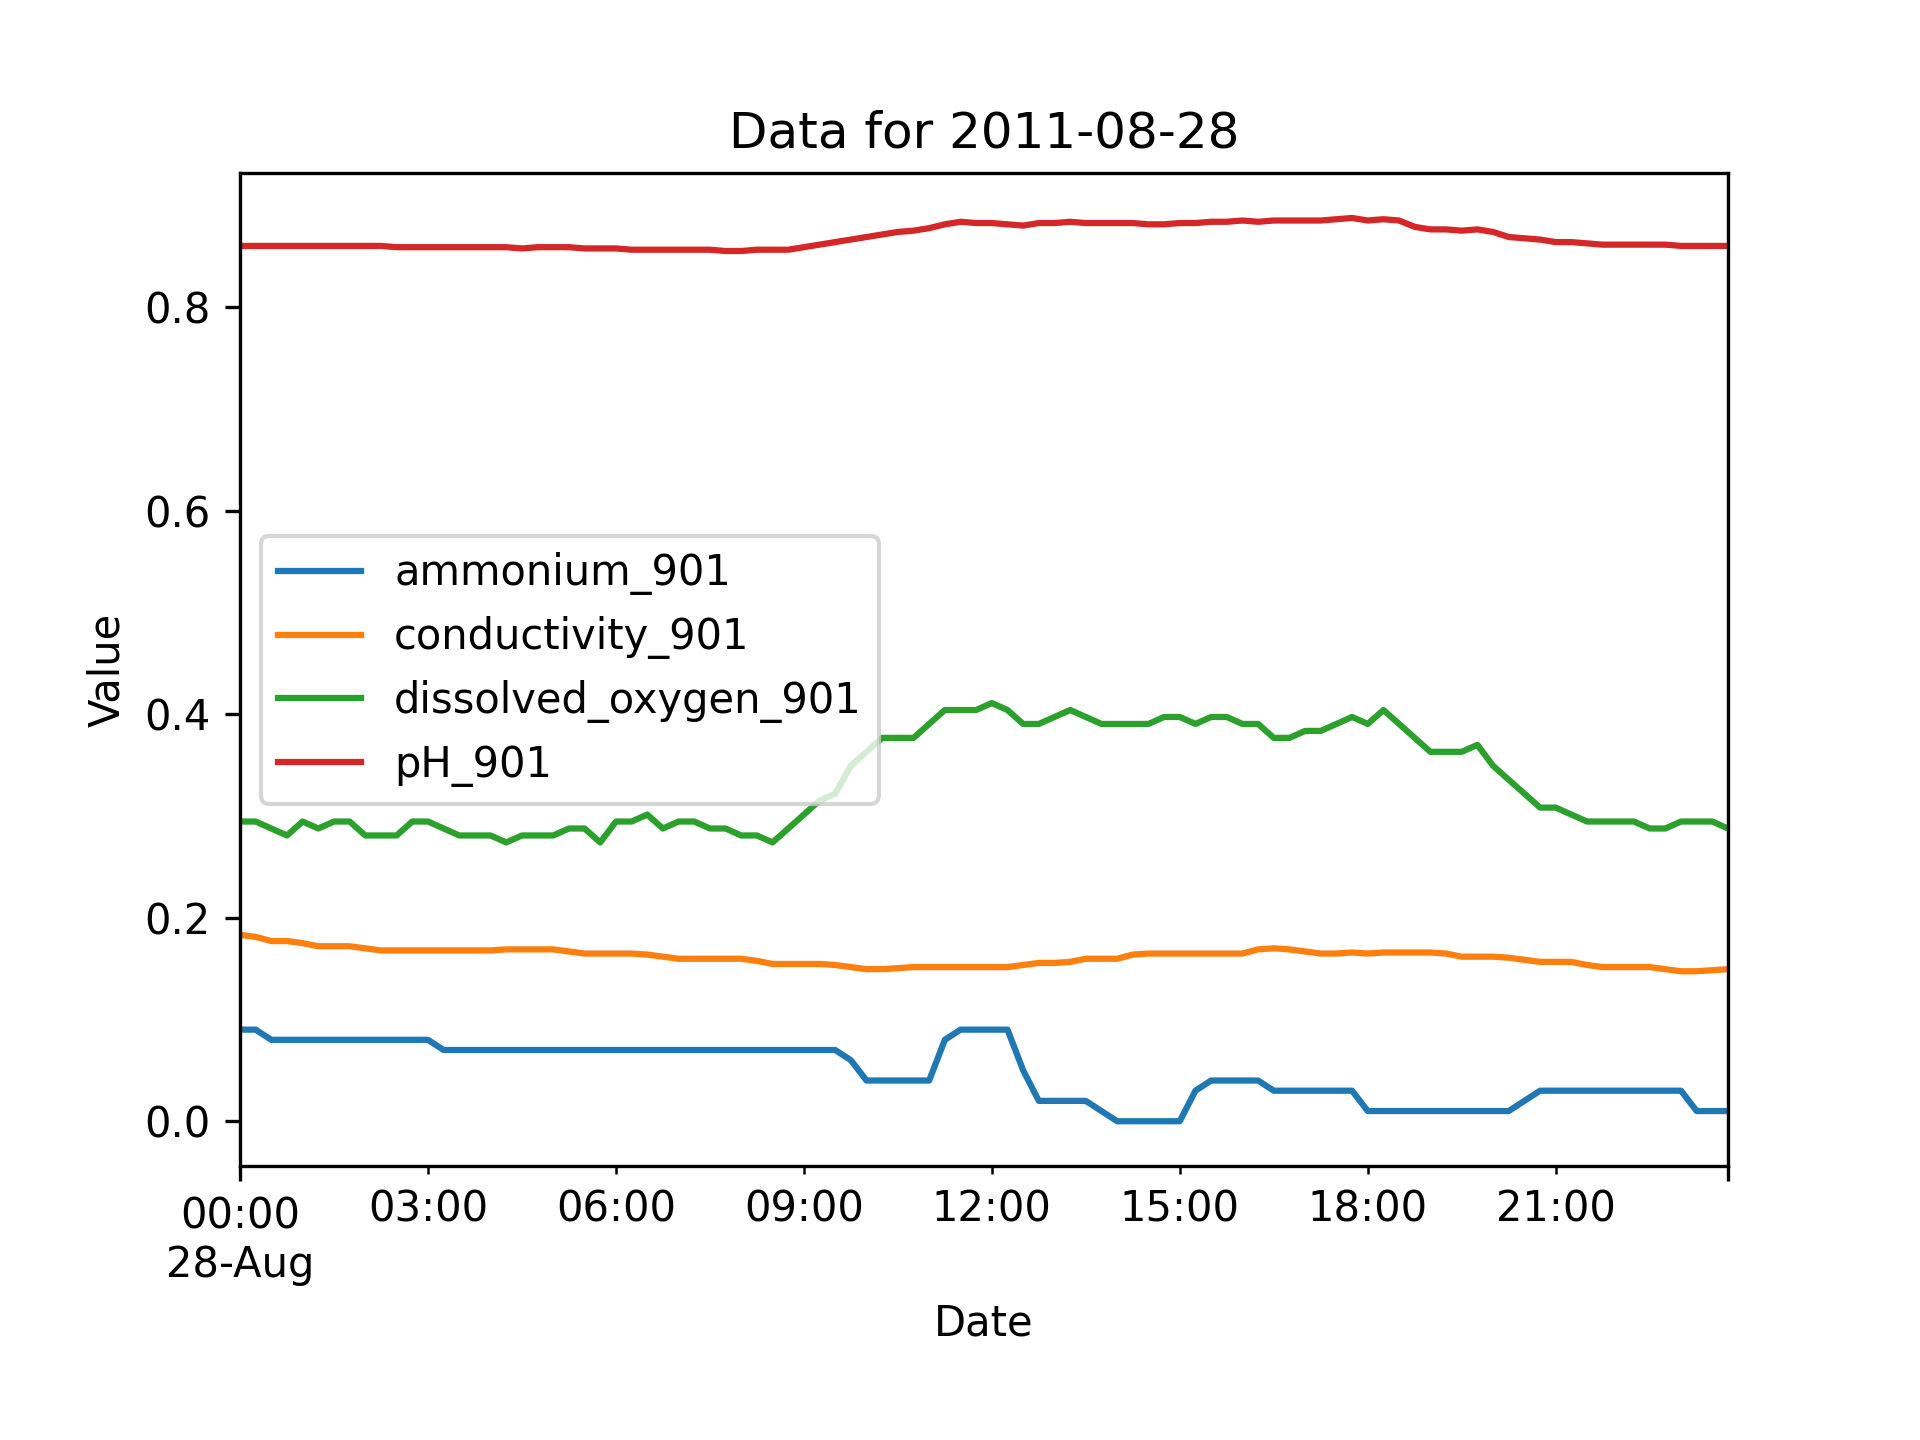 Data for 2011-08-28
Value
0.8
0.6
0.4
0.2
0.0
ammonium_901
conductivity_901
dissolved_oxygen_901
pH_901
00:00 03:00 06:00 09:00 12:00 15:00 18:00 21:00
28-Aug
Date